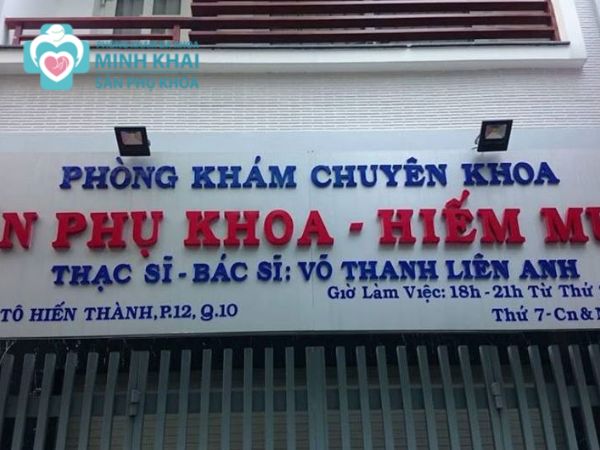 MINH KHAI
SẢN PHỤ KHOA
PHÒNG KHÁM CHUYÊN KHOA
N PHỤ KHOA - HIẾM MU
THẠC SĨ - BÁC SĨ: VÕ THANH LIÊN ANH
Giờ Làm Việc: 18h - 21h Từ Thứ
TÔ HIẾN THÀNH, P.12, Q.10
Thứ 7 - Cn & N